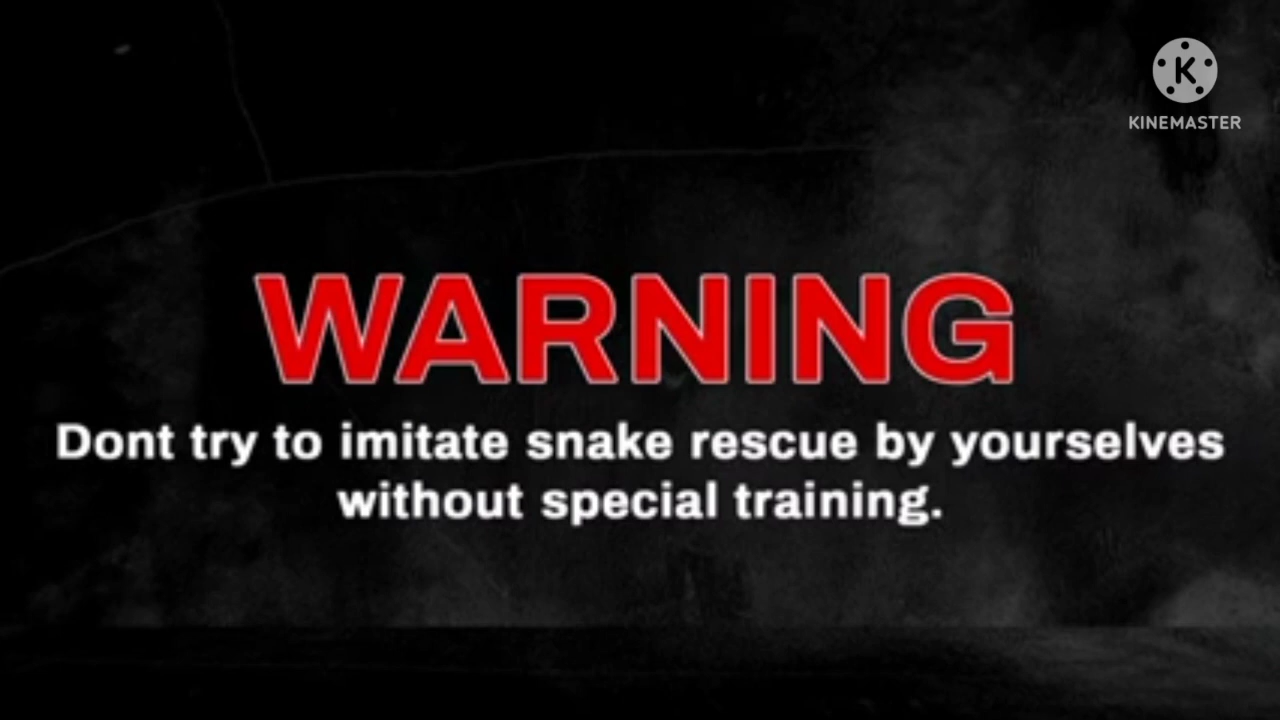 KINEMASTER
WARNING
Dont try to imitate snake rescue by yourselves
without special training.